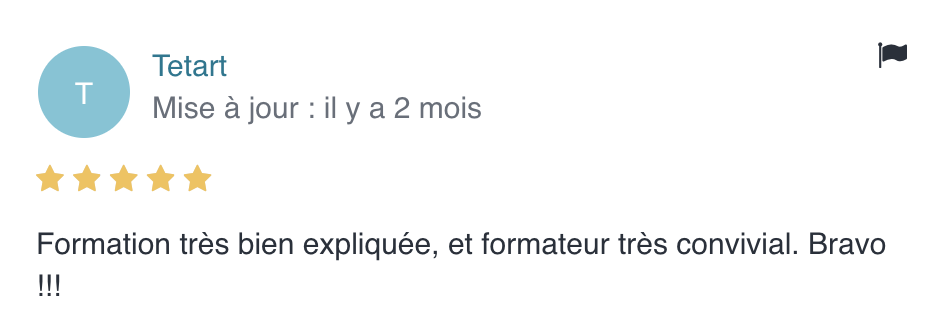 T
Tetart
Mise à jour : il y a 2 mois
Formation très bien expliquée, et formateur très convivial. Bravo
!!!